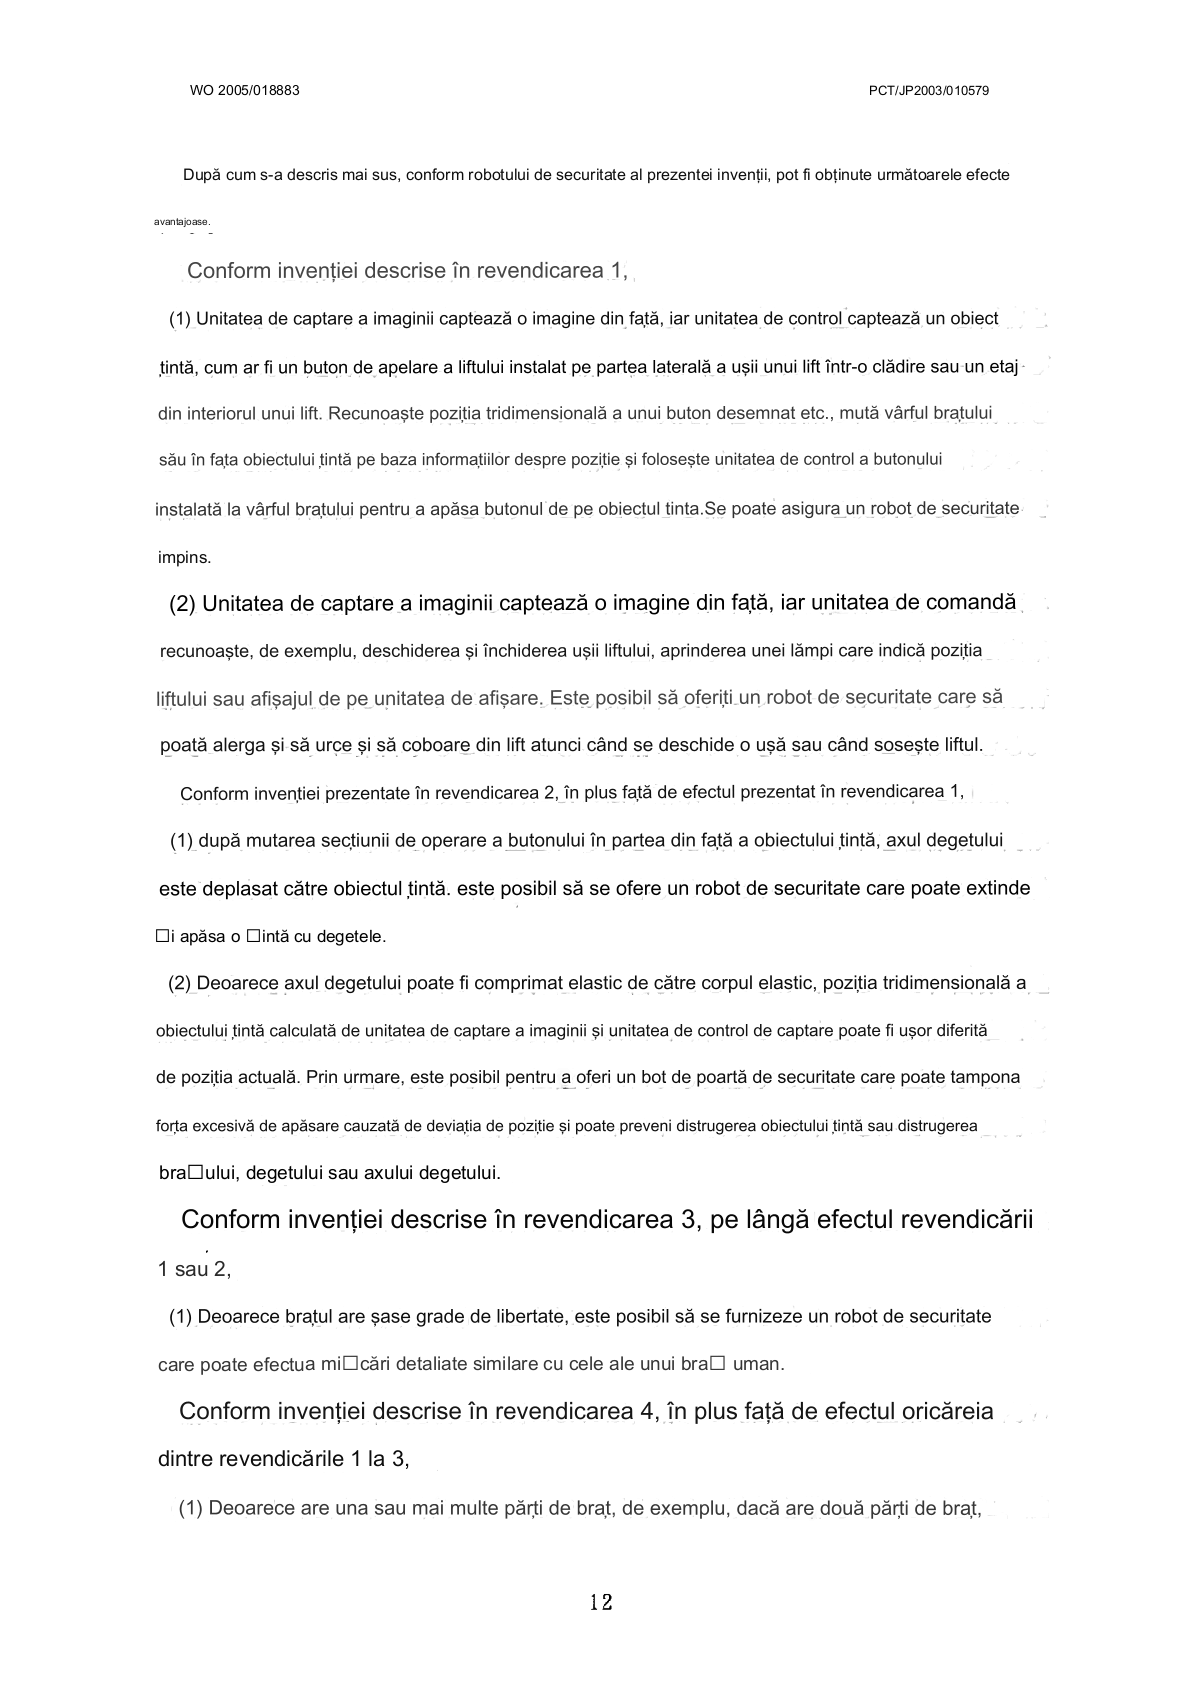 WO 2005/018883 PCT/JP2003/010579
După cum s-a descris mai sus, conform robotului de securitate al prezentei invenții, pot fi obținute următoarele efecte
avantajoase.
Conform invenției descrise în revendicarea 1,
(1) Unitatea de captare a imaginii captează o imagine din față, iar unitatea de control captează un obiect
țintă, cum ar fi un buton de apelare a liftului instalat pe partea laterală a ușii unui lift într-o clădire sau un etaj
din interiorul unui lift. Recunoaște poziția tridimensională a unui buton desemnat etc., mută vârful brațului
său în fața obiectului țintă pe baza informațiilor despre poziție și folosește unitatea de control a butonului
instalată la vârful brațului pentru a apăsa butonul de pe obiectul tinta.Se poate asigura un robot de securitate
impins.
(2) Unitatea de captare a imaginii captează o imagine din față, iar unitatea de comandă
recunoaște, de exemplu, deschiderea și închiderea ușii liftului, aprinderea unei lămpi care indică poziția
liftului sau afișajul de pe unitatea de afișare. Este posibil să oferiți un robot de securitate care să
poată alerga și să urce și să coboare din lift atunci când se deschide o ușă sau când sosește liftul.
Conform invenției prezentate în revendicarea 2, în plus față de efectul prezentat în revendicarea 1,
(1) după mutarea secțiunii de operare a butonului în partea din față a obiectului țintă, axul degetului
este deplasat către obiectul țintă. este posibil să se ofere un robot de securitate care poate extinde
□i apăsa o □intă cu degetele.
(2) Deoarece axul degetului poate fi comprimat elastic de către corpul elastic, poziția tridimensională a
obiectului țintă calculată de unitatea de captare a imaginii și unitatea de control de captare poate fi ușor diferită
de poziția actuală. Prin urmare, este posibil pentru a oferi un bot de poartă de securitate care poate tampona
forța excesivă de apăsare cauzată de deviația de poziție și poate preveni distrugerea obiectului țintă sau distrugerea
bra□ului, degetului sau axului degetului.
Conform invenției descrise în revendicarea 3, pe lângă efectul revendicării
1 sau 2,
(1) Deoarece brațul are șase grade de libertate, este posibil să se furnizeze un robot de securitate
care poate efectua mi□cări detaliate similare cu cele ale unui bra□ uman.
Conform invenției descrise în revendicarea 4, în plus față de efectul oricăreia
dintre revendicările 1 la 3,
(1) Deoarece are una sau mai multe părți de braț, de exemplu, dacă are două părți de braț,
12